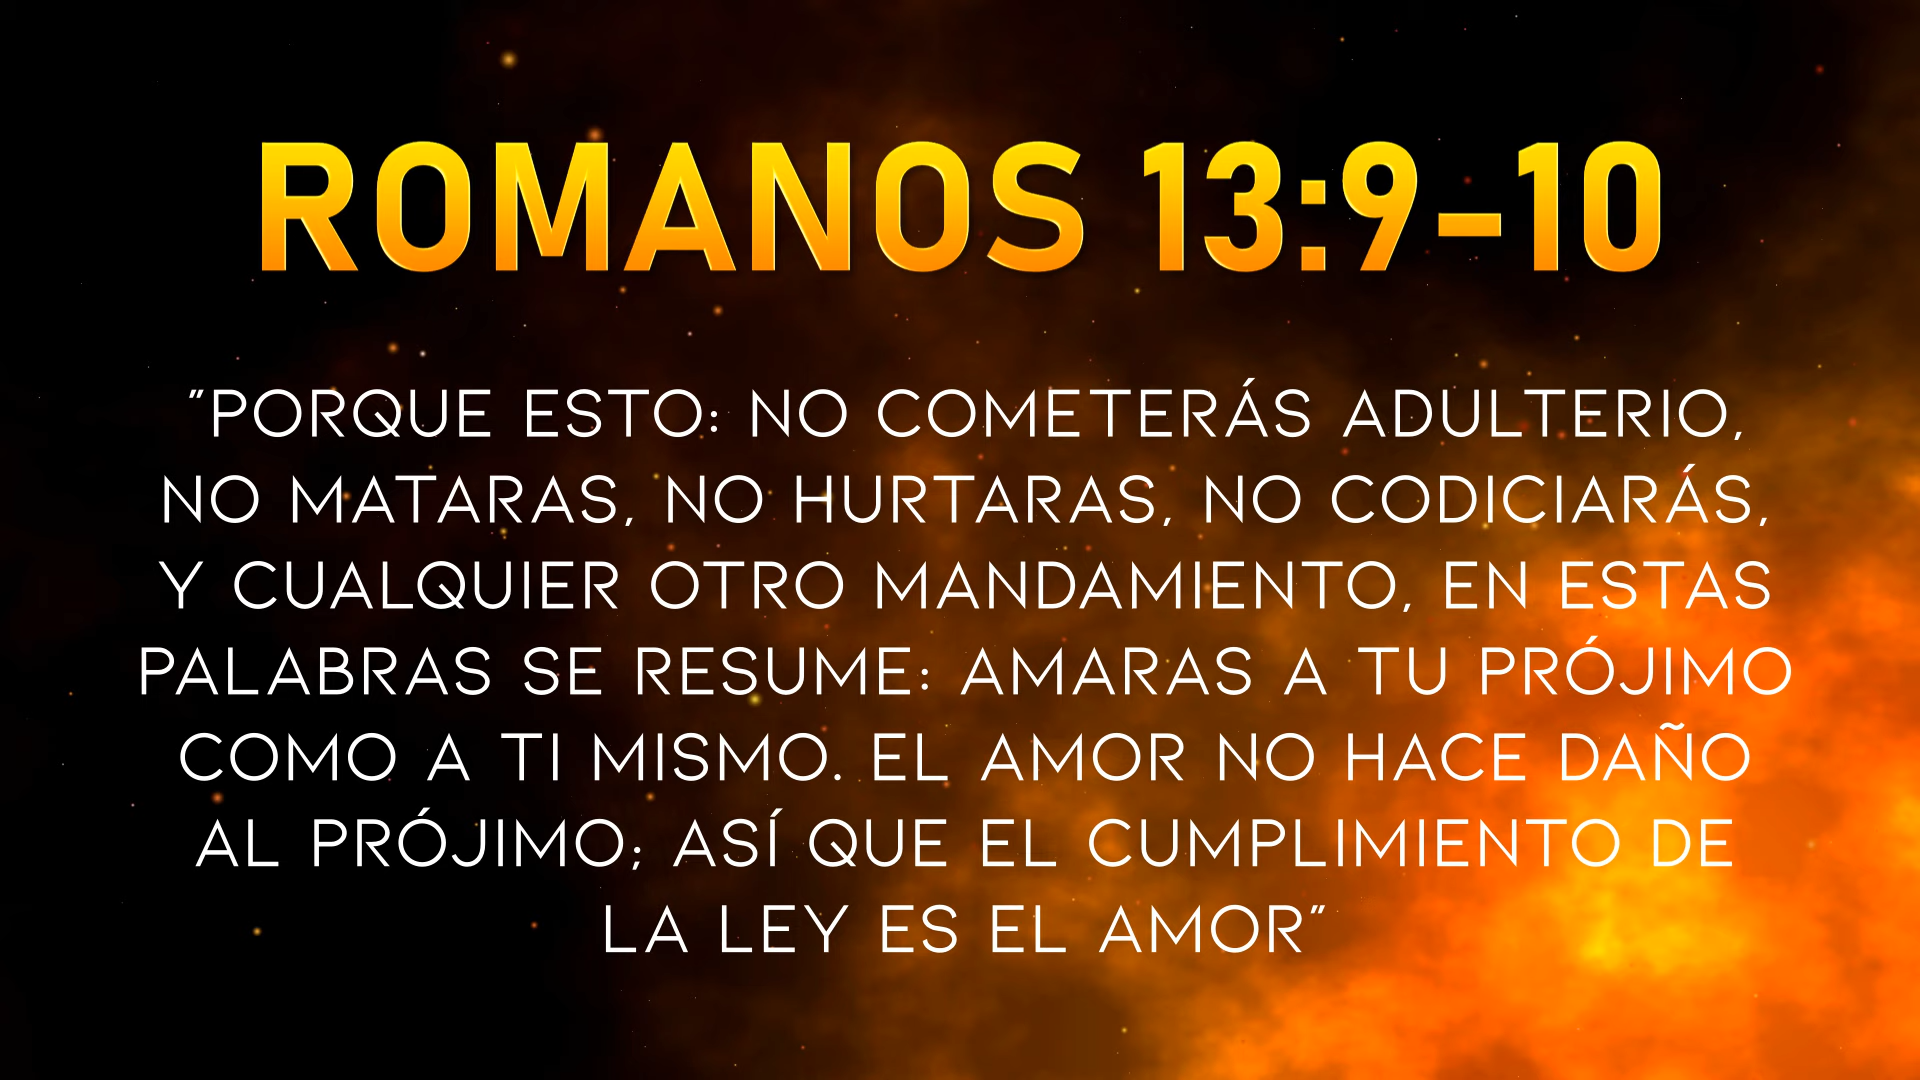 ROMANOS 13:9-10
"PORQUE ESTO: NO COMETERÁS ADULTERIO,
NO MATARAS, NO HURTARAS, NO CODICIARÁS,
Y CUALQUIER OTRO MANDAMIENTO, EN ESTAS
PALABRAS SE RESUME: AMARAS A TU PRÓJIMO
COMO A TI MISMO. EL AMOR NO HACE DAÑO
AL PRÓJIMO; ASÍ QUE EL CUMPLIMIENTO DE
LA LEY ES EL AMOR"